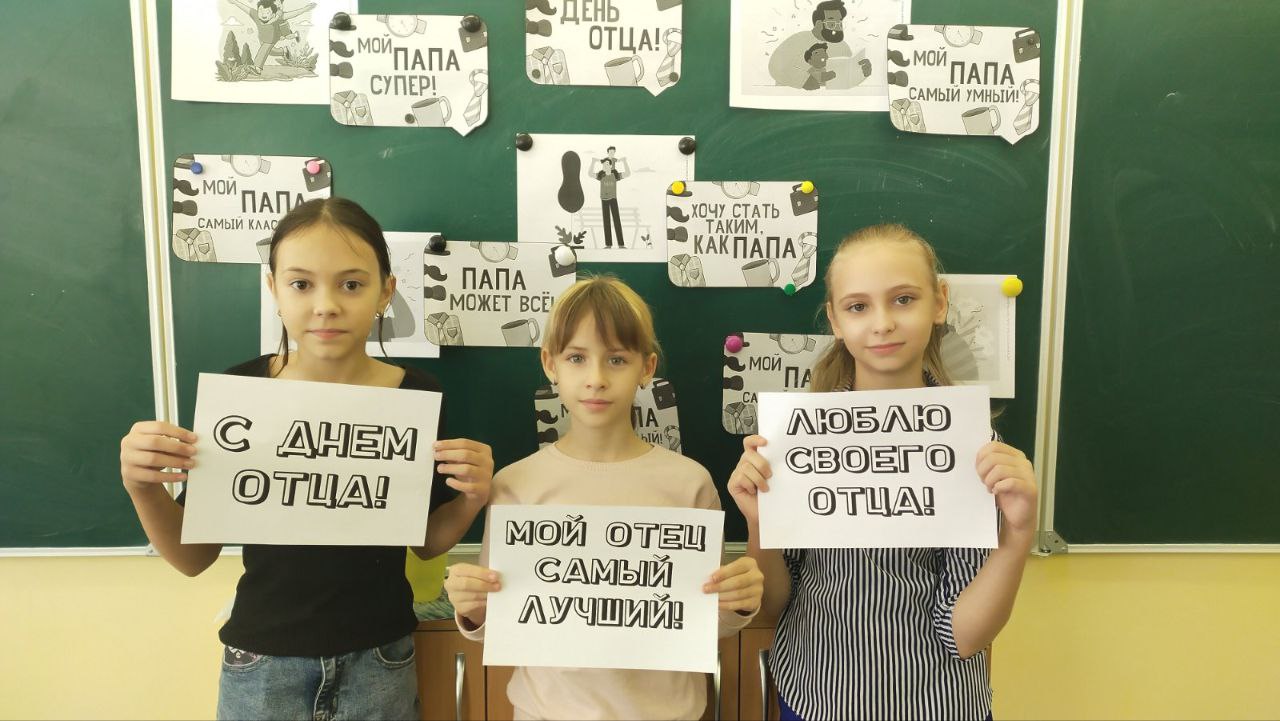 МОЙ
ПАПА
СУПЕР!
ДЕНЬ
ОТЦА!
МОЙ
ПАПА
САМЫЙ УМНЫЙ!
МОЙ
ПАПА
САМЫЙ
ХОЧУ СТАТЬ
ТАКИМ,
КАК ПАПА
ПАПА
МОЖЕТ ВСЁ!
МОЙ
С ДНЕМ
ОТЦА!
МОЙ ОТЕЦ
САМЫЙ
ЛУЧШИЙ!
ЛЮБЛЮ
СВОЕГО
ОТЦА!